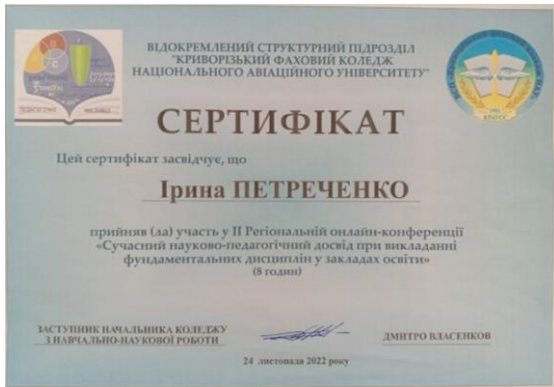 ВІДОКРЕМЛЕНИЙ СТРУКТУРНИЙ ПІДРОЗДІЛ
"КРИВОРІЗЬКИЙ ФАХОВИЙ КОЛЕДЖ
НАЦІОНАЛЬНОГО АВІАЦІЙНОГО УНІВЕРСИТЕТУ"
СЕРТИФІКАТ
Цей сертифікат засвідчує, що
Ірина ПЕТРЕЧЕНКО
прийняв (ла) участь у ІІ Регіональній онлайн-конференції
«Сучасний науково-педагогічний досвід при викладанні
фундаментальних дисциплін у закладах освіти»
(8 годин)
ЗАСТУПНИК НАЧАЛЬНИКА КОЛЕДЖУ
З НАВЧАЛЬНО-НАУКОВОЇ РОБОТИ
ДМИТРО ВЛАСЕНКОВ
24 листопада 2022 року